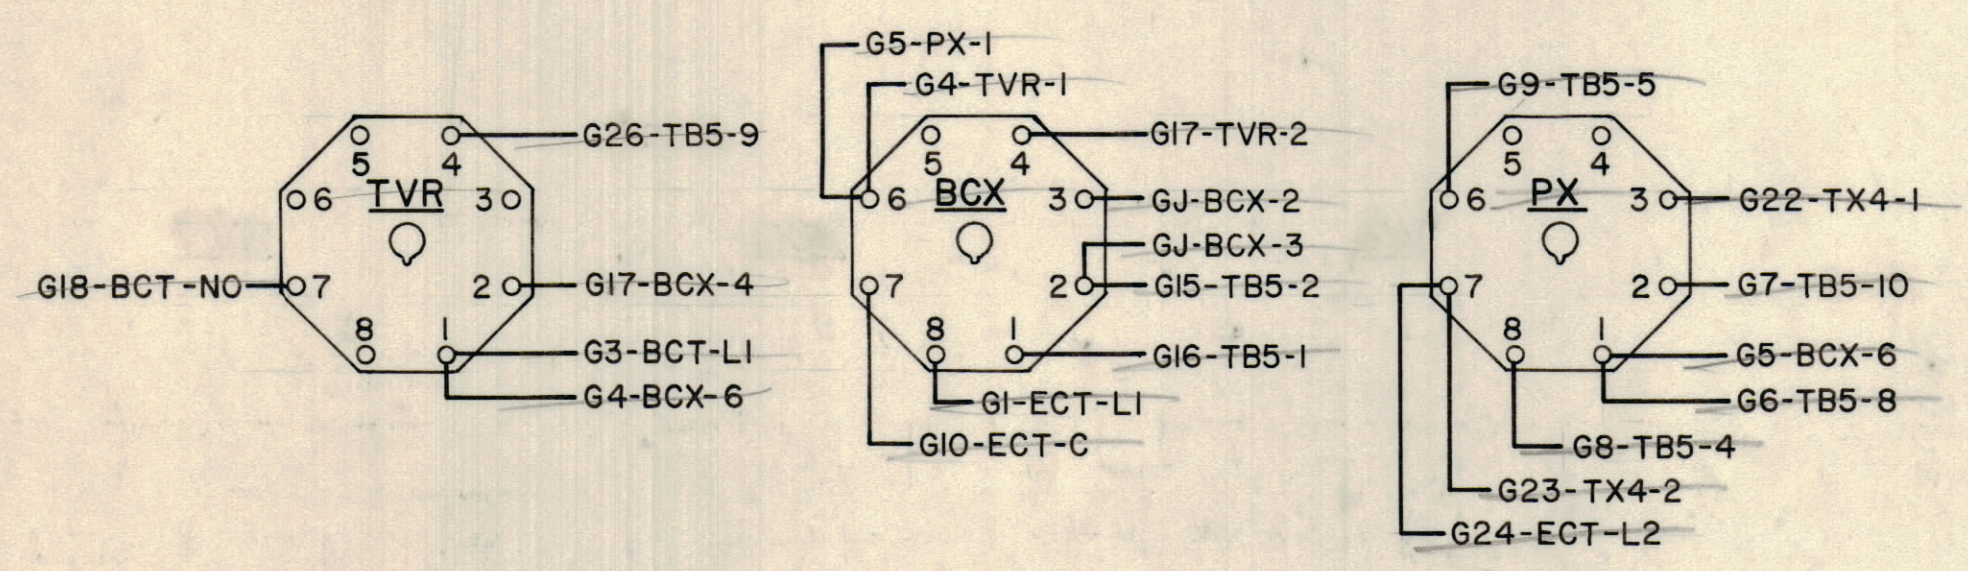 G5-PX-1
G4-TVR-1
G9-TB5-5
5 4 G26-TB5-9
5 4 G17-TVR-2
5 4
6 TVR 3
6 BCX 3 GJ-BCX-2
6 PX 3 G22-TX4-1
GJ-BCX-3
G18-BCT-NO 7 2 G17-BCX-4
7 2 G15-TB5-2
7 2 G7-TB5-10
8 1 G3-BCT-L1
8 1 G16-TB5-1
8 1 G5-BCX-6
G4-BCX-6
G1-ECT-L1
G6-TB5-8
G10-ECT-C
G8-TB5-4
G23-TX4-2
G24-ECT-L2